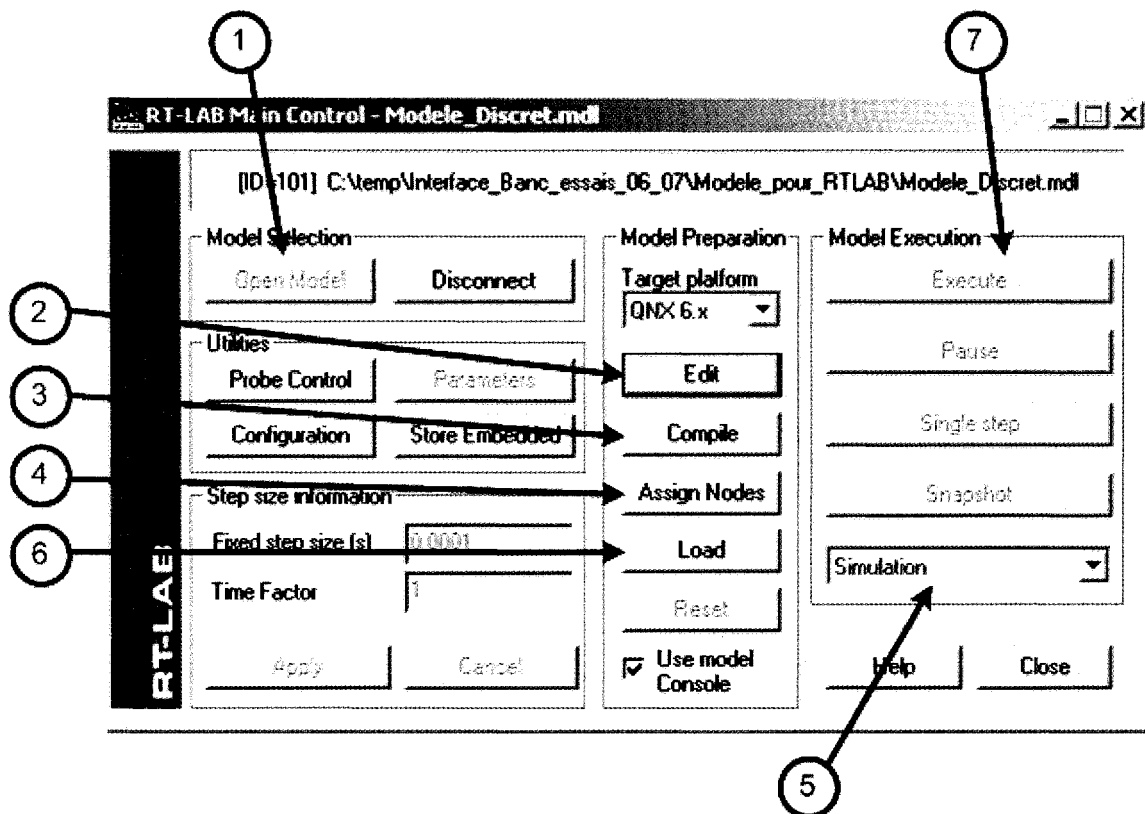 1
7
RT-LAB Main Control - Modele_Discret.mdl
[ID=101] C:\temp\Interface_Banc_essais_06_07\Modele_pour_RTLAB\Modele_Discret.mdl
Model Selection
Open Model
Disconnect
Model Preparation
Target platform
QNX 6.x
Model Execution
Execute
2
Utilities
Probe Control
Parameters
Edit
Pause
3
Configuration
Store Embedded
Compile
Single step
4
Step size information
Assign Nodes
Snapshot
6
Fixed step size (s)
0.0001
Load
Simulation
Time Factor
1
Reset
Apply
Cancel
Use model
Console
Help
Close
RT-LAB
5